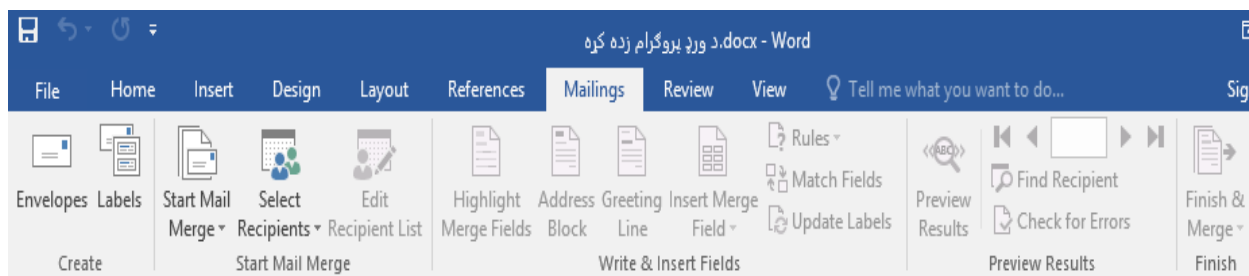 د ورډ پروګرام زده کړه.docx - Word
File Home Insert Design Layout References Mailings Review View Tell me what you want to do... Sig
Envelopes Labels Start Mail Merge Select Recipients Edit Recipient List Highlight Merge Fields Address Block Greeting Line Insert Merge Field Rules Match Fields Update Labels «ABC» Preview Results Find Recipient Check for Errors Finish & Merge
Create Start Mail Merge Write & Insert Fields Preview Results Finish